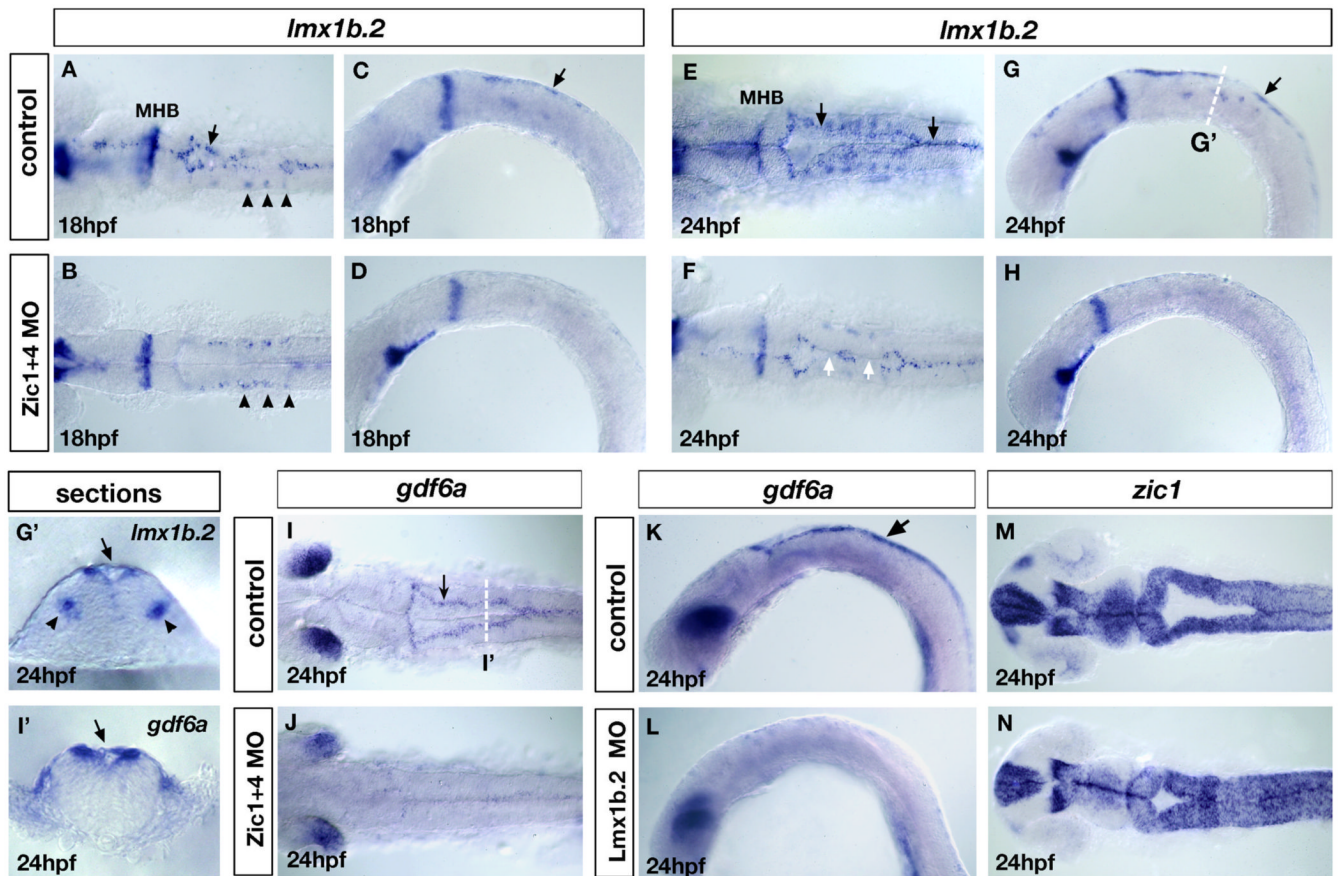 lmx1b.2
lmx1b.2
control
A
MHB
18hpf
C
18hpf
E
MHB
24hpf
G
G'
24hpf
Zic1+4 MO
B
18hpf
D
18hpf
F
24hpf
H
24hpf
sections
gdf6a
gdf6a
zic1
G'
lmx1b.2
24hpf
control
I
I'
24hpf
control
K
24hpf
M
24hpf
I'
gdf6a
24hpf
Zic1+4 MO
J
24hpf
Lmx1b.2 MO
L
24hpf
N
24hpf